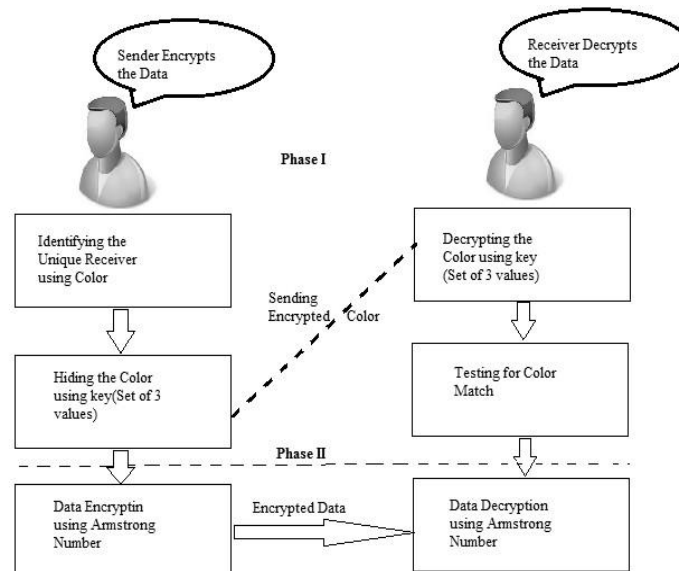 Sender Encrypts
the Data
Receiver Decrypts
the Data
Phase I
Identifying the
Unique Receiver
using Color
Decrypting the
Color using key
(Set of 3 values)
Sending
Encrypted Color
Hiding the Color
using key(Set of 3
values)
Testing for Color
Match
Phase II
Data Encryptin
using Armstrong
Number
Encrypted Data
Data Decryption
using Armstrong
Number